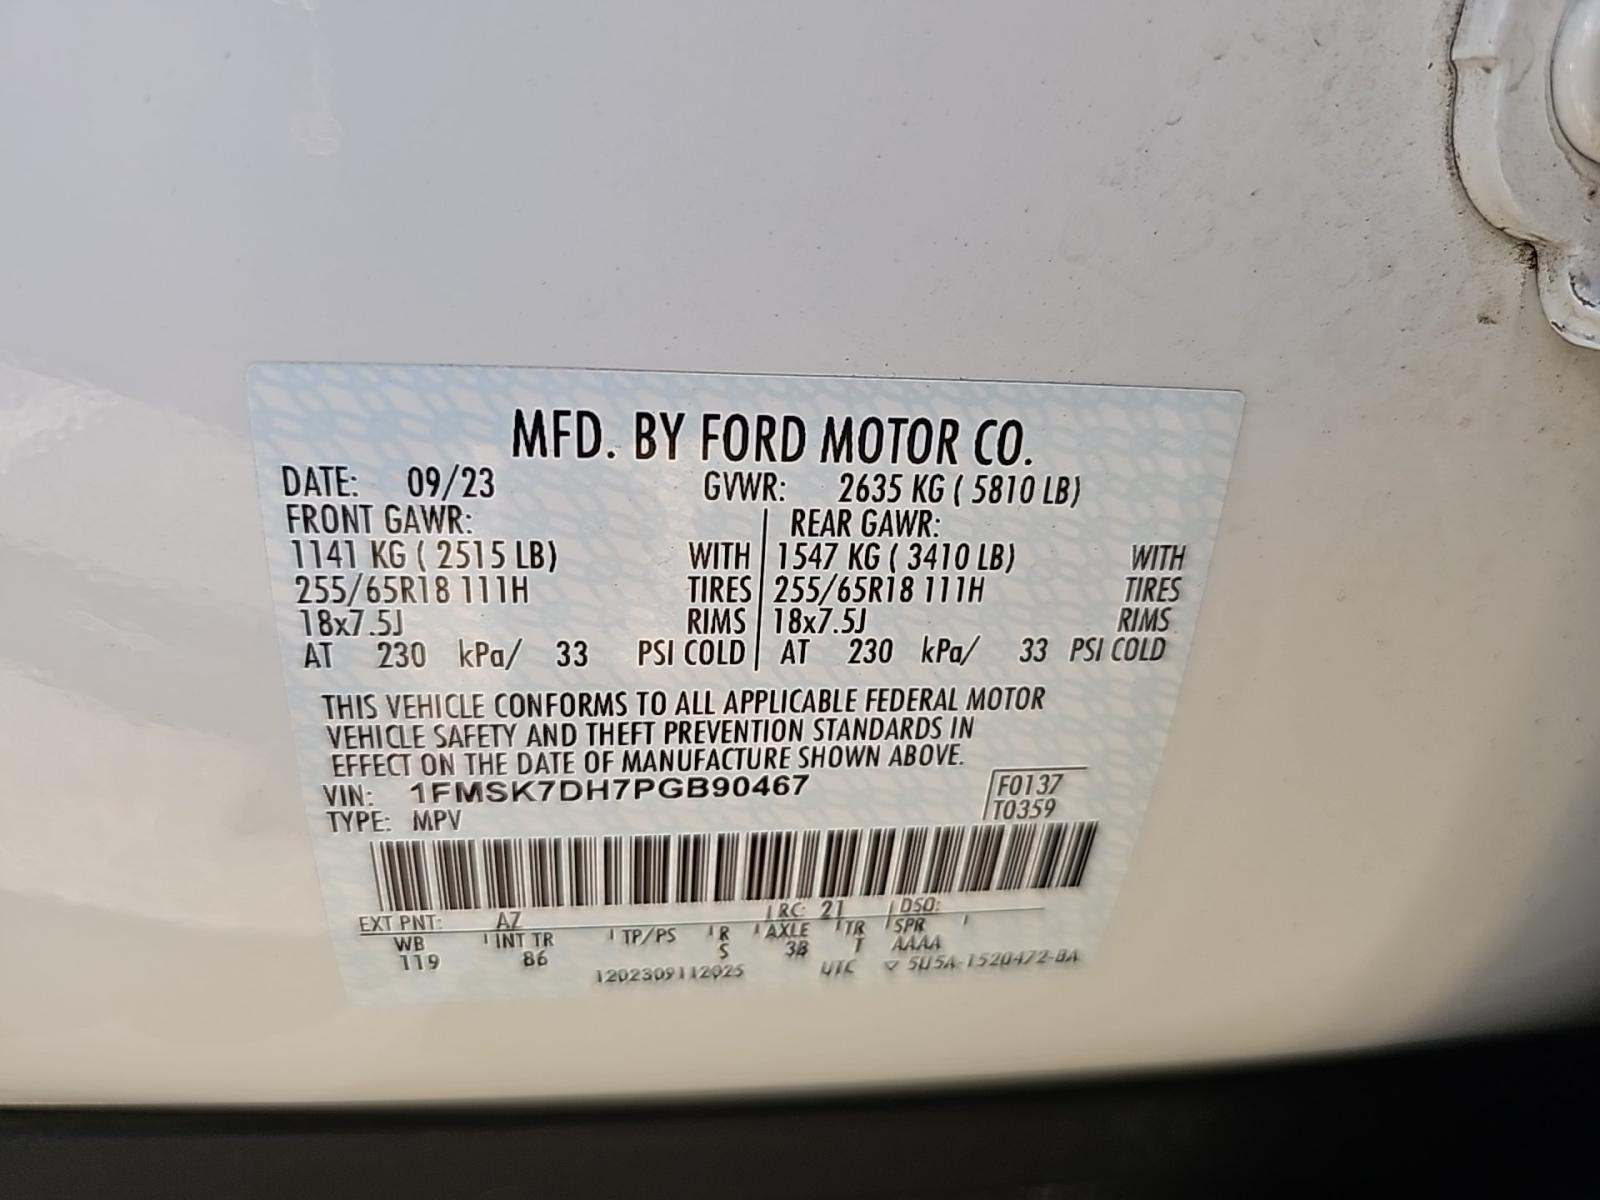 MFD. BY FORD MOTOR CO.
DATE: 09/23 GVWR: 2635 KG ( 5810 LB)
FRONT GAWR: REAR GAWR:
1141 KG ( 2515 LB) WITH 1547 KG ( 3410 LB) WITH
255/65R18 111H TIRES 255/65R18 111H TIRES
18x7.5J RIMS 18x7.5J RIMS
AT 230 kPa/ 33 PSI COLD AT 230 kPa/ 33 PSI COLD
THIS VEHICLE CONFORMS TO ALL APPLICABLE FEDERAL MOTOR
VEHICLE SAFETY AND THEFT PREVENTION STANDARDS IN
EFFECT ON THE DATE OF MANUFACTURE SHOWN ABOVE.
VIN: 1FMSK7DH7PGB90467 F0137
TYPE: MPV T0359
EXT PNT: AZ RC: 21 DSO:
WB INT TR TP/PS R AXLE TR SPR
119 86 S 3B T AAAA
1202309112025 UTC ▽ 5U5A-1520472-BA